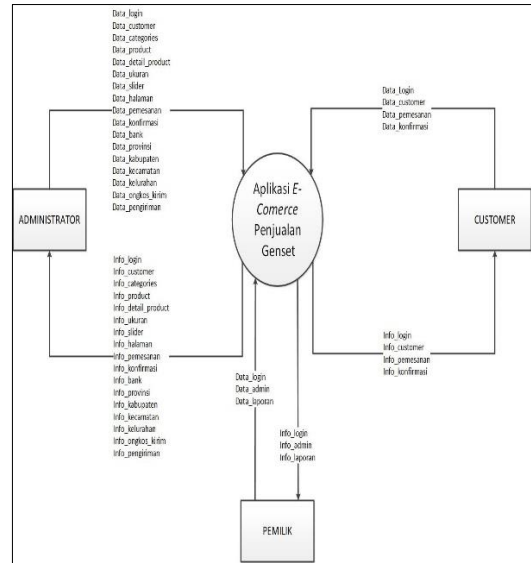 Data_login
Data_customer
Data_categories
Data_product
Data_detail_product
Data_ukuran
Data_slider
Data_halaman
Data_pemesanan
Data_konfirmasi
Data_bank
Data_provinsi
Data_kabupaten
Data_kecamatan
Data_kelurahan
Data_ongkos_kirim
Data_pengiriman
Data_Login
Data_customer
Data_pemesanan
Data_konfirmasi
ADMINISTRATOR
Aplikasi E-
Comerce
Penjualan
Genset
CUSTOMER
Info_login
Info_customer
Info_categories
Info_product
Info_detail_product
Info_ukuran
Info_slider
Info_halaman
Info_pemesanan
Info_konfirmasi
Info_bank
Info_provinsi
Info_kabupaten
Info_kecamatan
Info_kelurahan
Info_ongkos_kirim
Info_pengiriman
Info_login
Info_customer
Info_pemesanan
Info_konfirmasi
Data_login
Data_admin
Data_laporan
Info_login
Info_admin
Info_laporan
PEMILIK